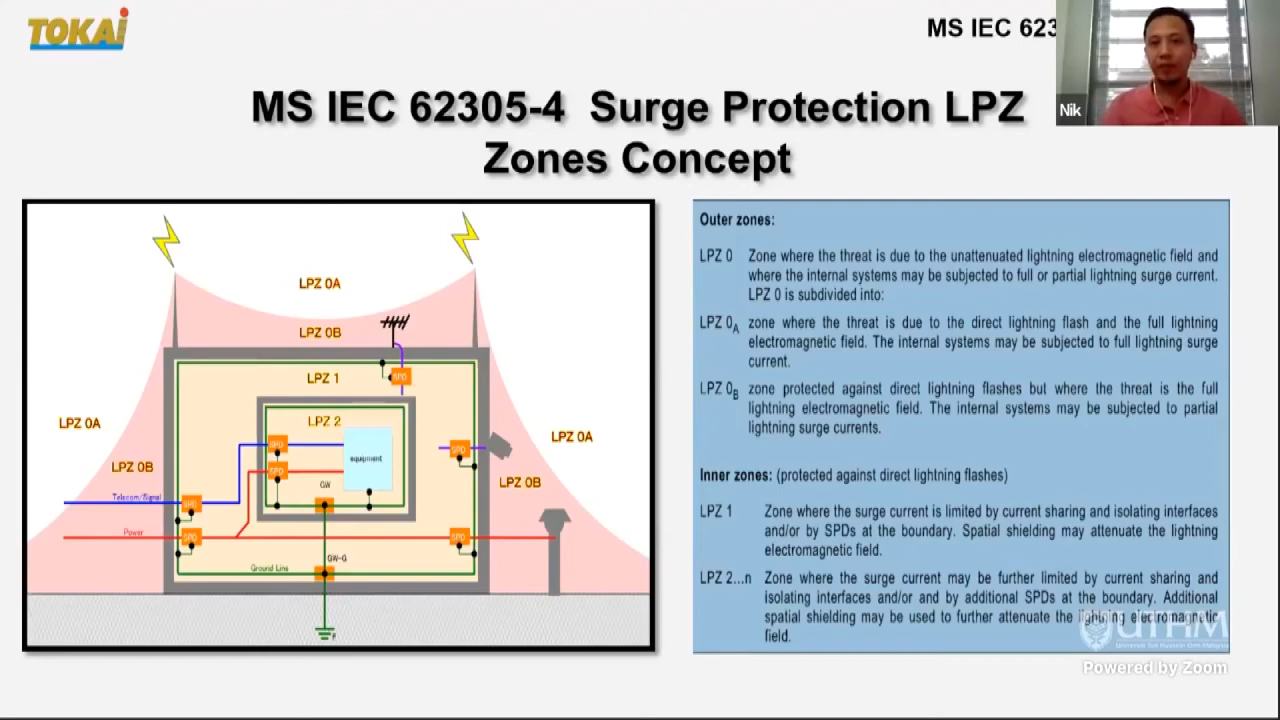 TOKAi
MS IEC 623
Nik
MS IEC 62305-4 Surge Protection LPZ
Zones Concept
LPZ 0A
LPZ 0B
LPZ 1
SPD
LPZ 2
SPD
equipment
SPD
GW
SPD
LPZ 0A
LPZ 0B
Telecom/Signal
SPD
Power
SPD
LPZ 0A
LPZ 0B
SPD
GW-G
Ground Line
Outer zones:
LPZ 0 Zone where the threat is due to the unattenuated lightning electromagnetic field and
where the internal systems may be subjected to full or partial lightning surge current.
LPZ 0 is subdivided into:
LPZ 0A zone where the threat is due to the direct lightning flash and the full lightning
electromagnetic field. The internal systems may be subjected to full lightning surge
current.
LPZ 0B zone protected against direct lightning flashes but where the threat is the full
lightning electromagnetic field. The internal systems may be subjected to partial
lightning surge currents.
Inner zones: (protected against direct lightning flashes)
LPZ 1 Zone where the surge current is limited by current sharing and isolating interfaces
and/or by SPDs at the boundary. Spatial shielding may attenuate the lightning
electromagnetic field.
LPZ 2...n Zone where the surge current may be further limited by current sharing and
isolating interfaces and/or and by additional SPDs at the boundary. Additional
spatial shielding may be used to further attenuate the lightning electromagnetic
field.
UTHM
Universiti Tun Hussein Onn Malaysia
Powered by Zoom